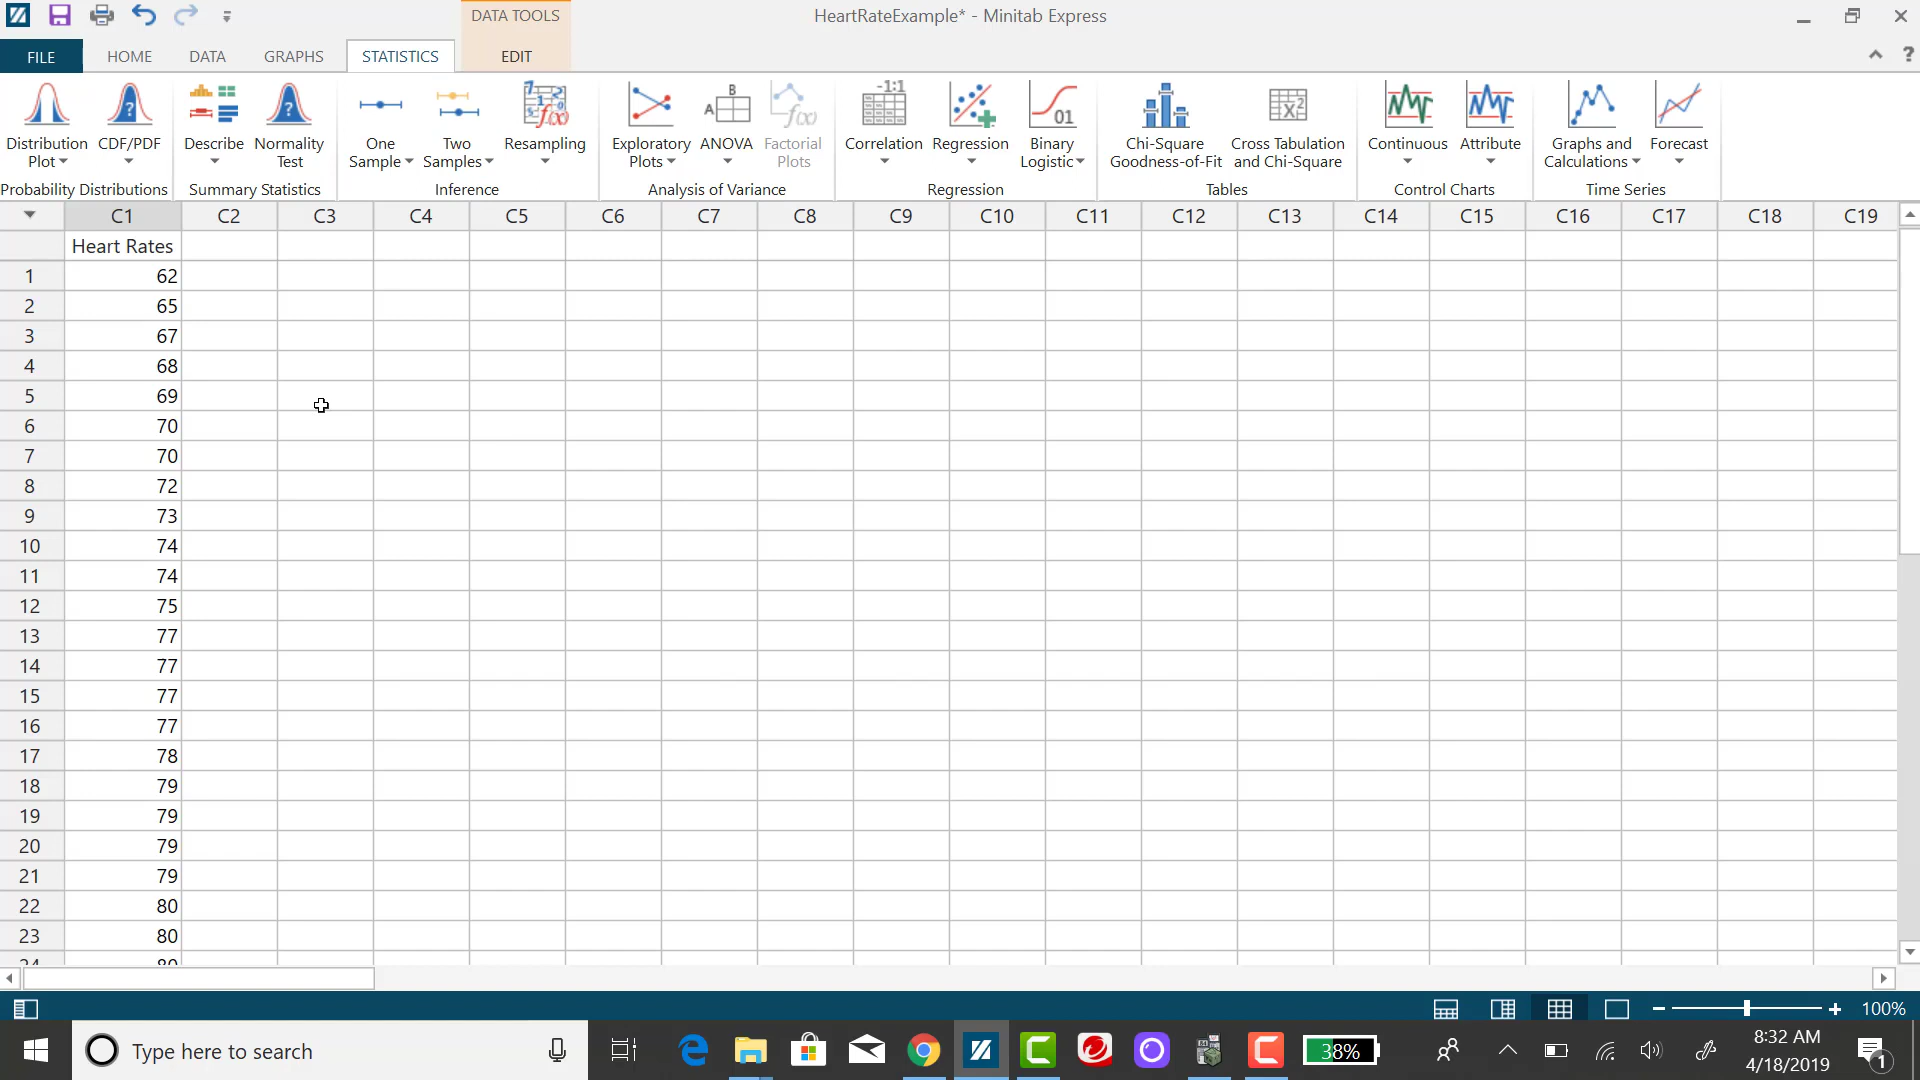 DATA TOOLS
HeartRateExample* - Minitab Express
FILE HOME DATA GRAPHS STATISTICS EDIT
?
Distribution Plot
CDF/PDF
Describe
Normality Test
One Sample
Two Samples
Resampling
Exploratory Plots
ANOVA
Factorial Plots
Correlation
Regression
Binary Logistic
Chi-Square Goodness-of-Fit
Cross Tabulation and Chi-Square
Continuous
Attribute
Graphs and Calculations
Forecast
Probability Distributions
Summary Statistics
Inference
Analysis of Variance
Regression
Tables
Control Charts
Time Series
C1 C2 C3 C4 C5 C6 C7 C8 C9 C10 C11 C12 C13 C14 C15 C16 C17 C18 C19
Heart Rates
1 62
2 65
3 67
4 68
5 69
6 70
7 70
8 72
9 73
10 74
11 74
12 75
13 77
14 77
15 77
16 77
17 78
18 79
19 79
20 79
21 79
22 80
23 80
24 80
100%
Type here to search
38%
8:32 AM
4/18/2019
1